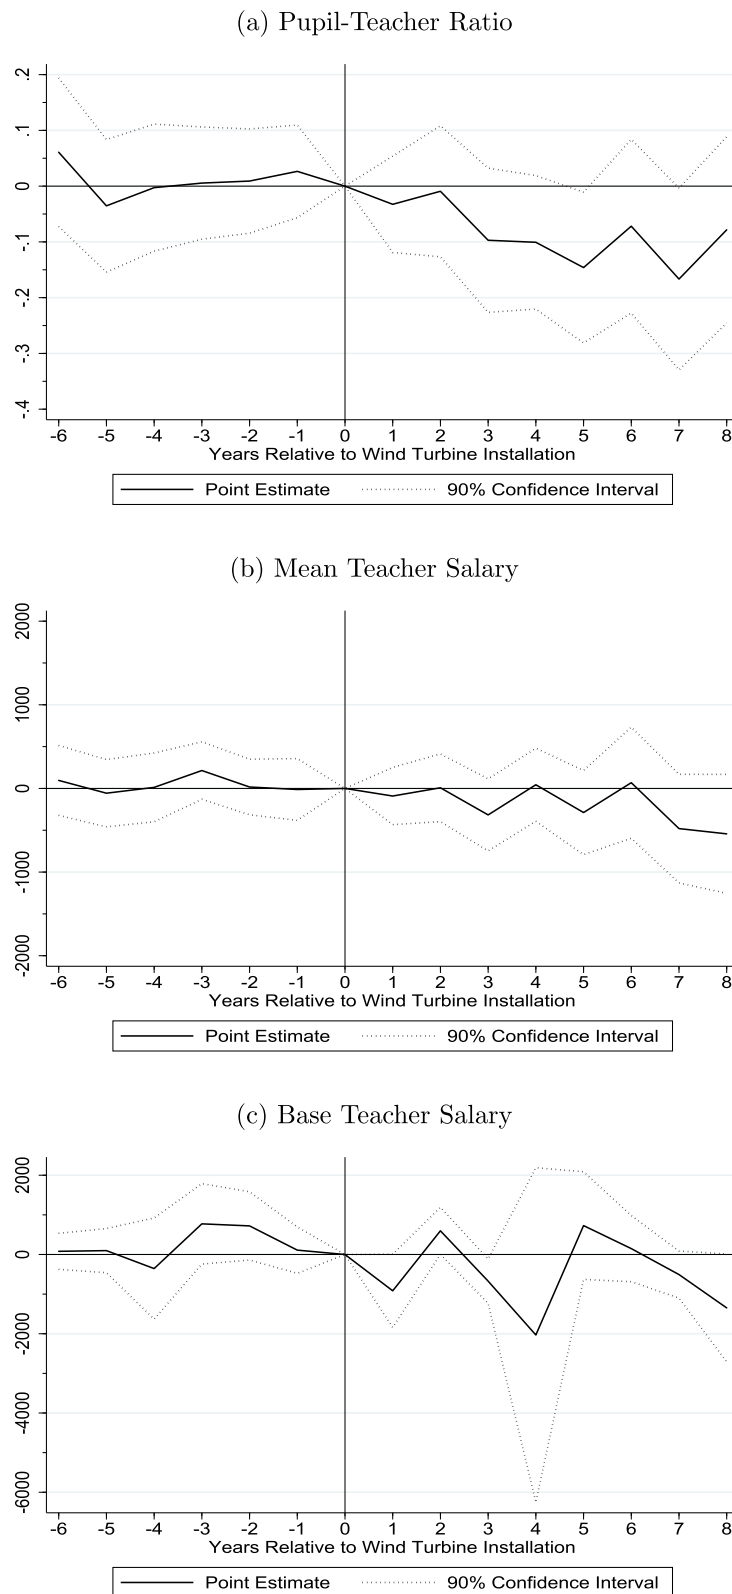 (a) Pupil-Teacher Ratio
.2
.1
0
-.1
-.2
-.3
-.4
-6 -5 -4 -3 -2 -1 0 1 2 3 4 5 6 7 8
Years Relative to Wind Turbine Installation
Point Estimate 90% Confidence Interval
(b) Mean Teacher Salary
2000
1000
0
-1000
-2000
-6 -5 -4 -3 -2 -1 0 1 2 3 4 5 6 7 8
Years Relative to Wind Turbine Installation
Point Estimate 90% Confidence Interval
(c) Base Teacher Salary
2000
0
-2000
-4000
-6000
-6 -5 -4 -3 -2 -1 0 1 2 3 4 5 6 7 8
Years Relative to Wind Turbine Installation
Point Estimate 90% Confidence Interval